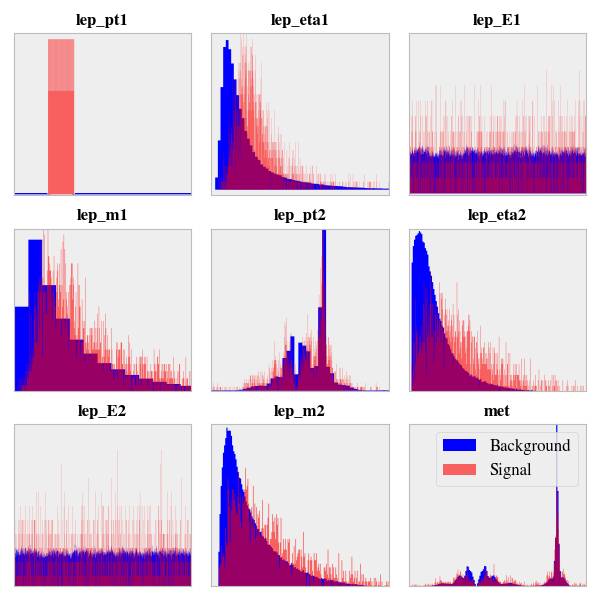 lep_pt1
lep_eta1
lep_E1
lep_m1
lep_pt2
lep_eta2
lep_E2
lep_m2
met
Background
Signal